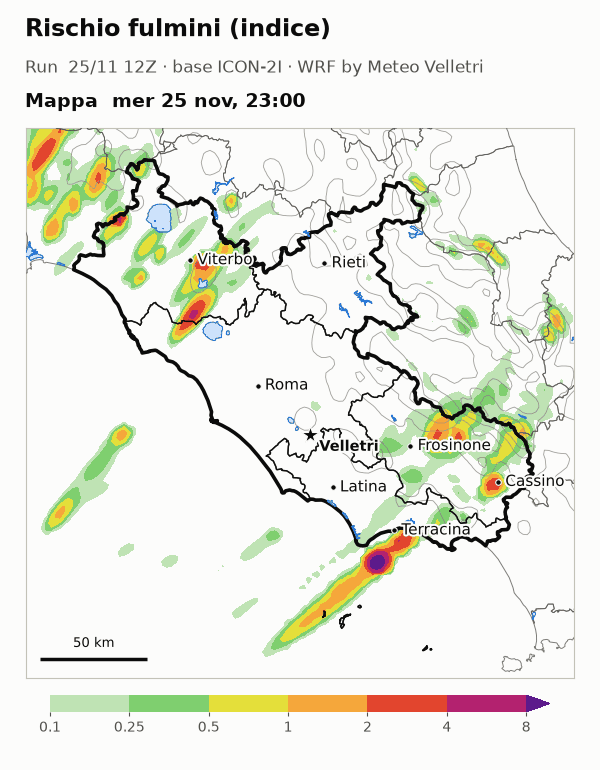 Rischio fulmini (indice)
Run 25/11 12Z · base ICON-2I · WRF by Meteo Velletri
Mappa mer 25 nov, 23:00
Viterbo
Rieti
Roma
Velletri
Frosinone
Cassino
Latina
Terracina
50 km
0.1 0.25 0.5 1 2 4 8